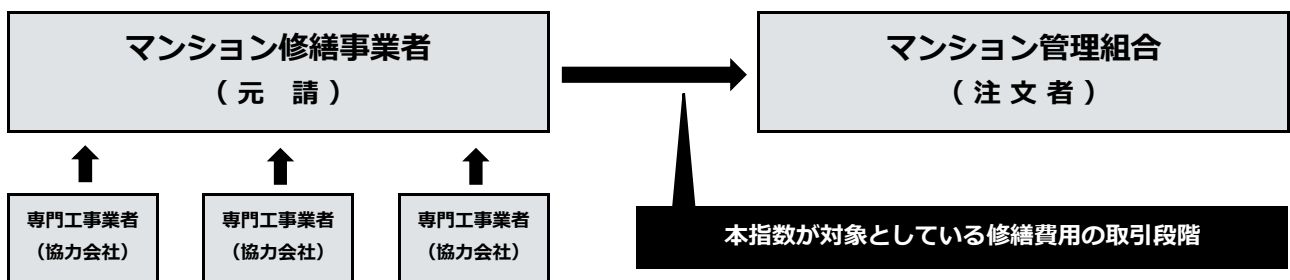 マンション修繕事業者
（ 元　請 ）
マンション管理組合
（ 注 文 者 ）
専門工事業者
（協力会社）
専門工事業者
（協力会社）
専門工事業者
（協力会社）
本指数が対象としている修繕費用の取引段階